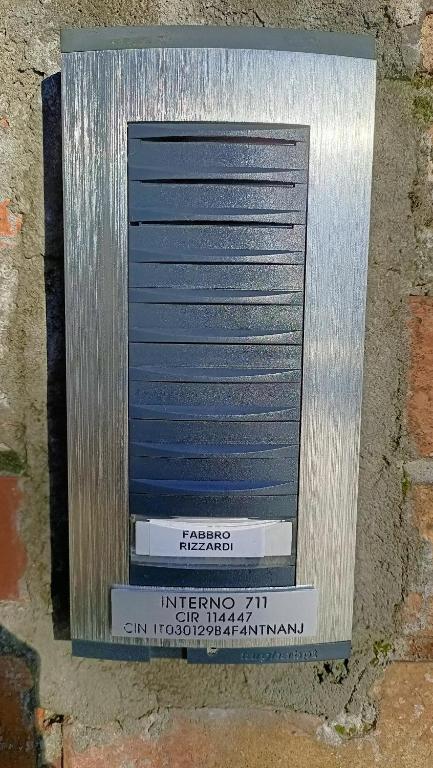 FABBRO
RIZZARDI
INTERNO 711
CIR 114447
CIN IT030129B4F4NTNANJ